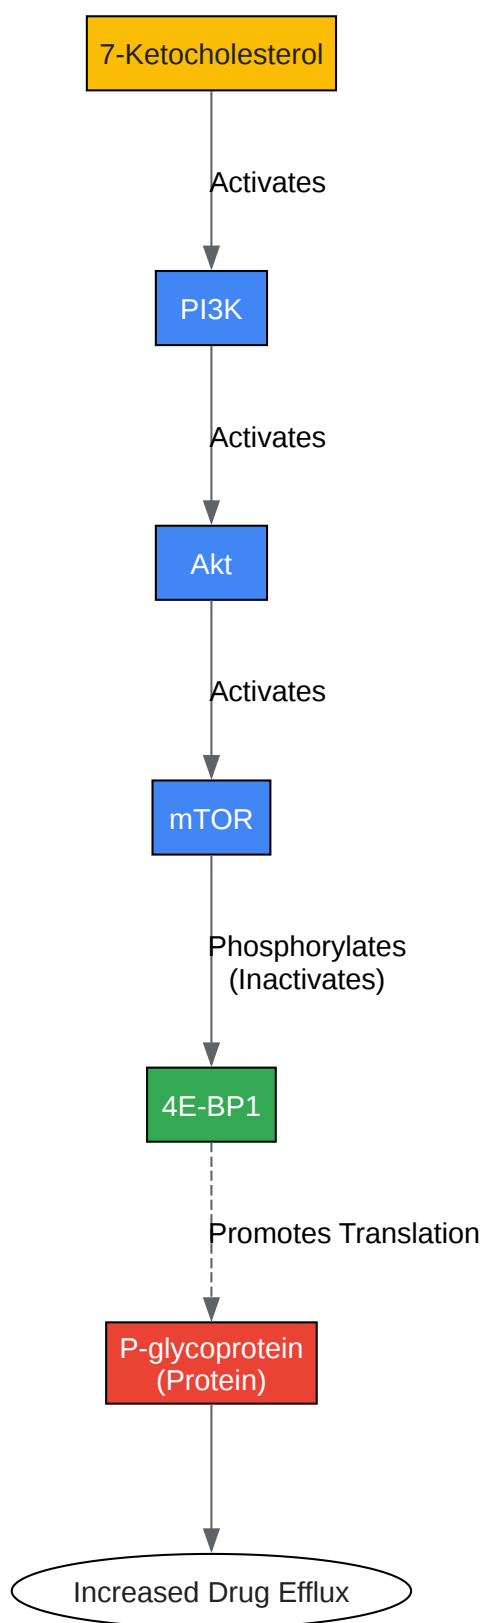 7-Ketocholesterol
Activates
PI3K
Activates
Akt
Activates
mTOR
Phosphorylates
(Inactivates)
4E-BP1
Promotes Translation
P-glycoprotein
(Protein)
Increased Drug Efflux